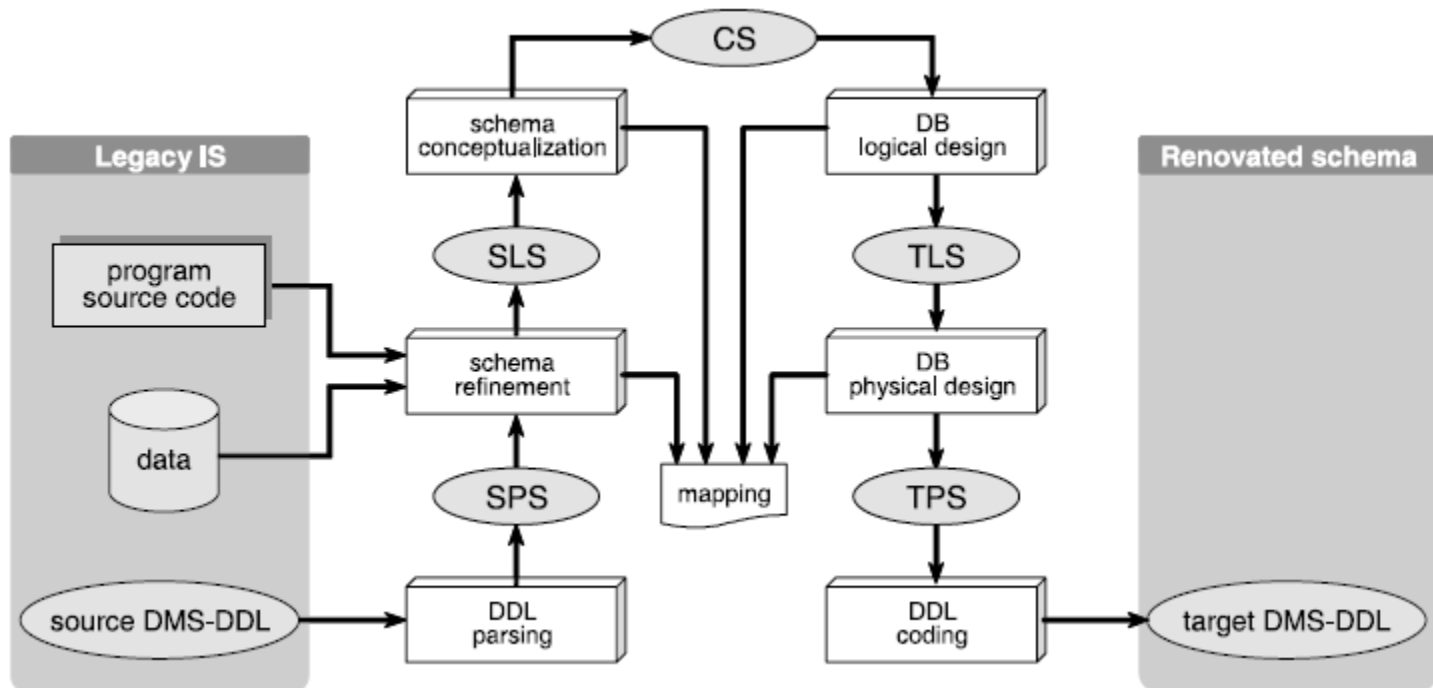 CS
schema
conceptualization
DB
logical design
Legacy IS
Renovated schema
program
source code
SLS
TLS
schema
refinement
DB
physical design
data
SPS
mapping
TPS
source DMS-DDL
DDL
parsing
DDL
coding
target DMS-DDL